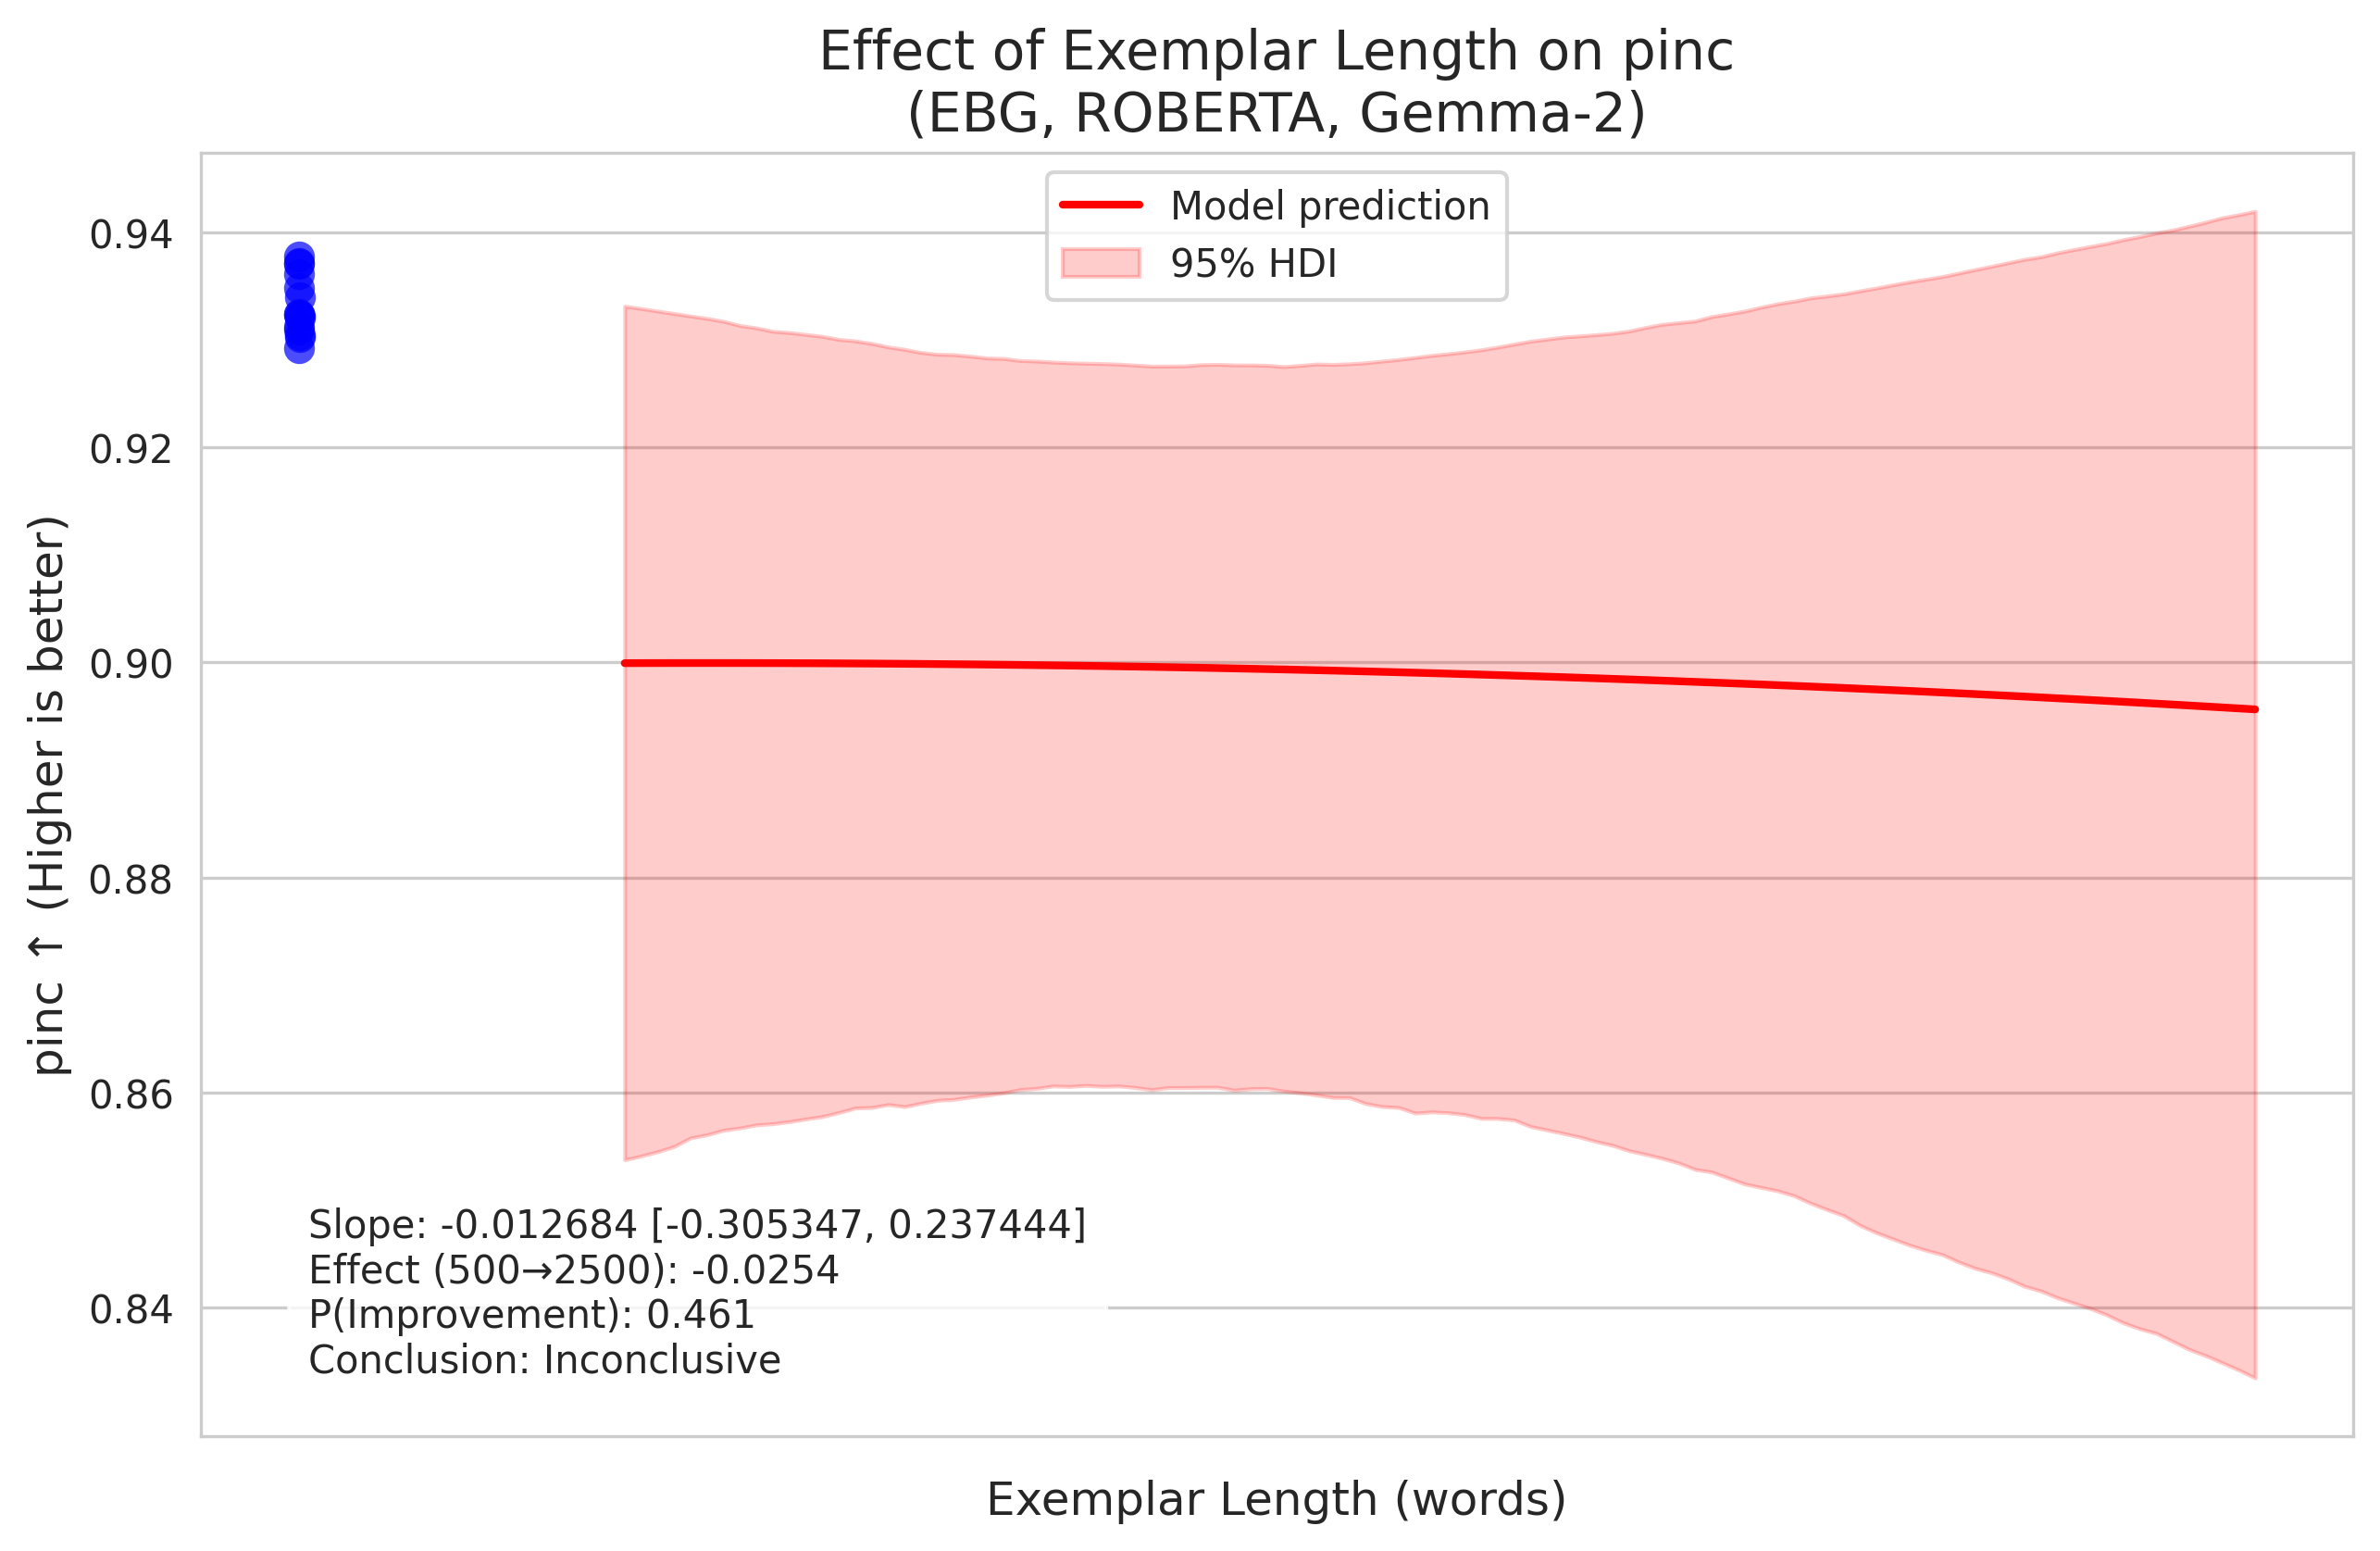 Effect of Exemplar Length on pinc
(EBG, ROBERTA, Gemma-2)
Model prediction
95% HDI
pinc ↑ (Higher is better)
0.94
0.92
0.90
0.88
0.86
0.84
Slope: -0.012684 [-0.305347, 0.237444]
Effect (500→2500): -0.0254
P(Improvement): 0.461
Conclusion: Inconclusive
Exemplar Length (words)